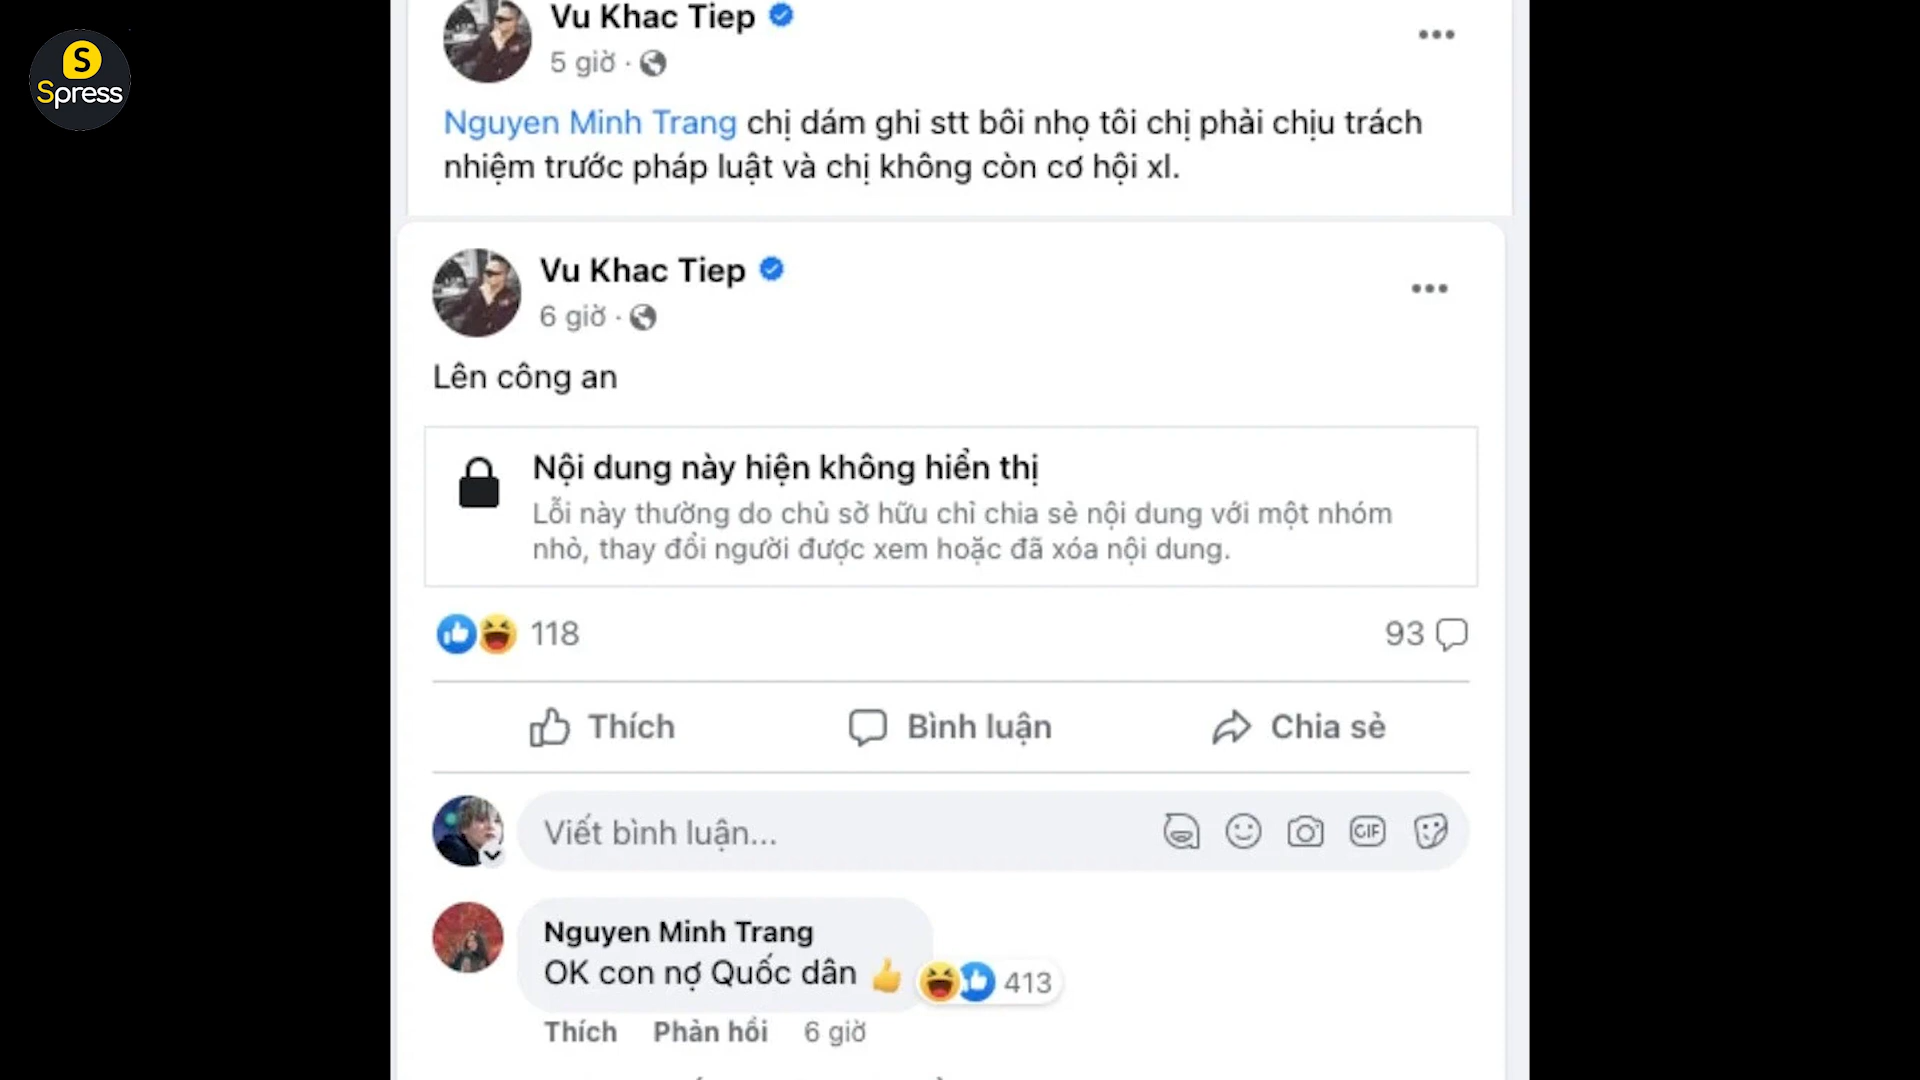 S
Spress
Vu Khac Tiep
5 giờ ·
Nguyen Minh Trang chị dám ghi stt bôi nhọ tôi chị phải chịu trách
nhiệm trước pháp luật và chị không còn cơ hội xl.
Vu Khac Tiep
6 giờ ·
Lên công an
Nội dung này hiện không hiển thị
Lỗi này thường do chủ sở hữu chỉ chia sẻ nội dung với một nhóm
nhỏ, thay đổi người được xem hoặc đã xóa nội dung.
118 93
Thích Bình luận Chia sẻ
Viết bình luận...
GIF
Nguyen Minh Trang
OK con nợ Quốc dân 👍
413
Thích Phản hồi 6 giờ